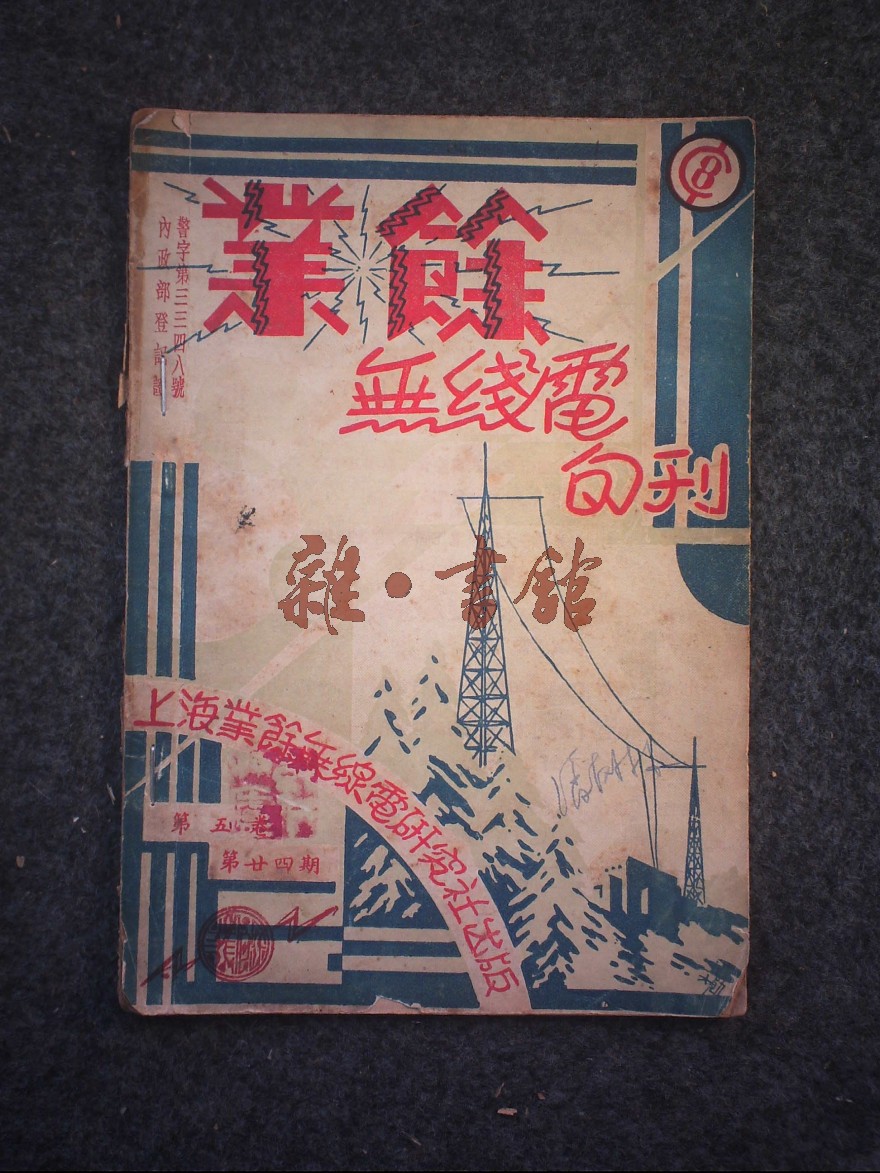 業餘
無綫電
旬刊
8
警字第三三四八號
內政部登記證
雜·書館
上海業餘無線電研究社出版
第五卷
第廿四期